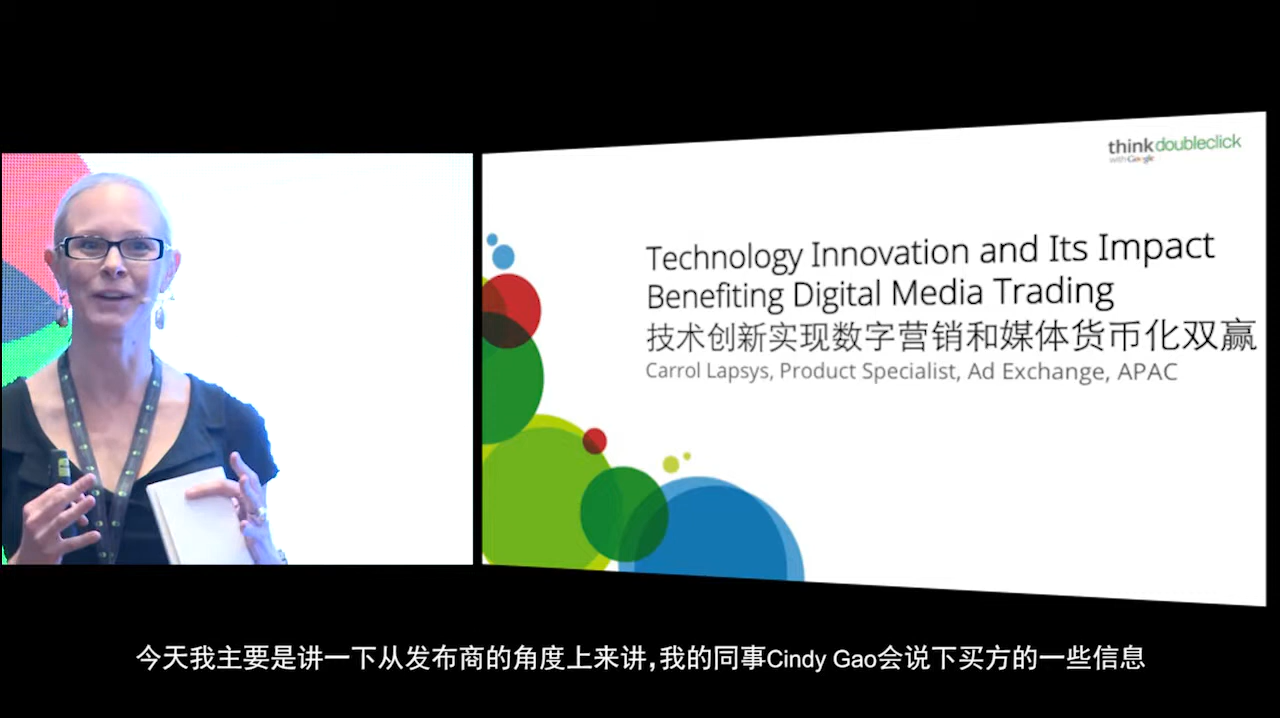 thinkdoubleclick
with Google
Technology Innovation and Its Impact
Benefiting Digital Media Trading
技术创新实现数字营销和媒体货币化双赢
Carrol Lapsys, Product Specialist, Ad Exchange, APAC
今天我主要是讲一下从发布商的角度上来讲,我的同事Cindy Gao会说下买方的一些信息